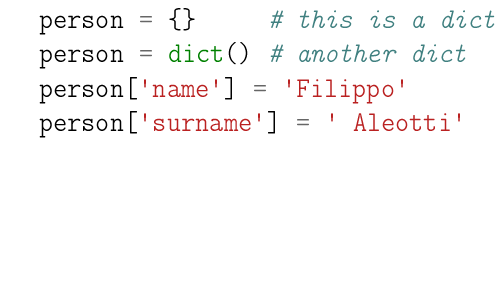 person = {}     # this is a dict
person = dict() # another dict
person['name'] = 'Filippo'
person['surname'] = ' Aleotti'